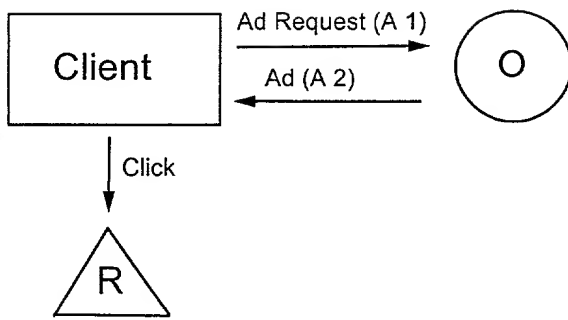 Ad Request (A 1)
Client
O
Ad (A 2)
Click
R